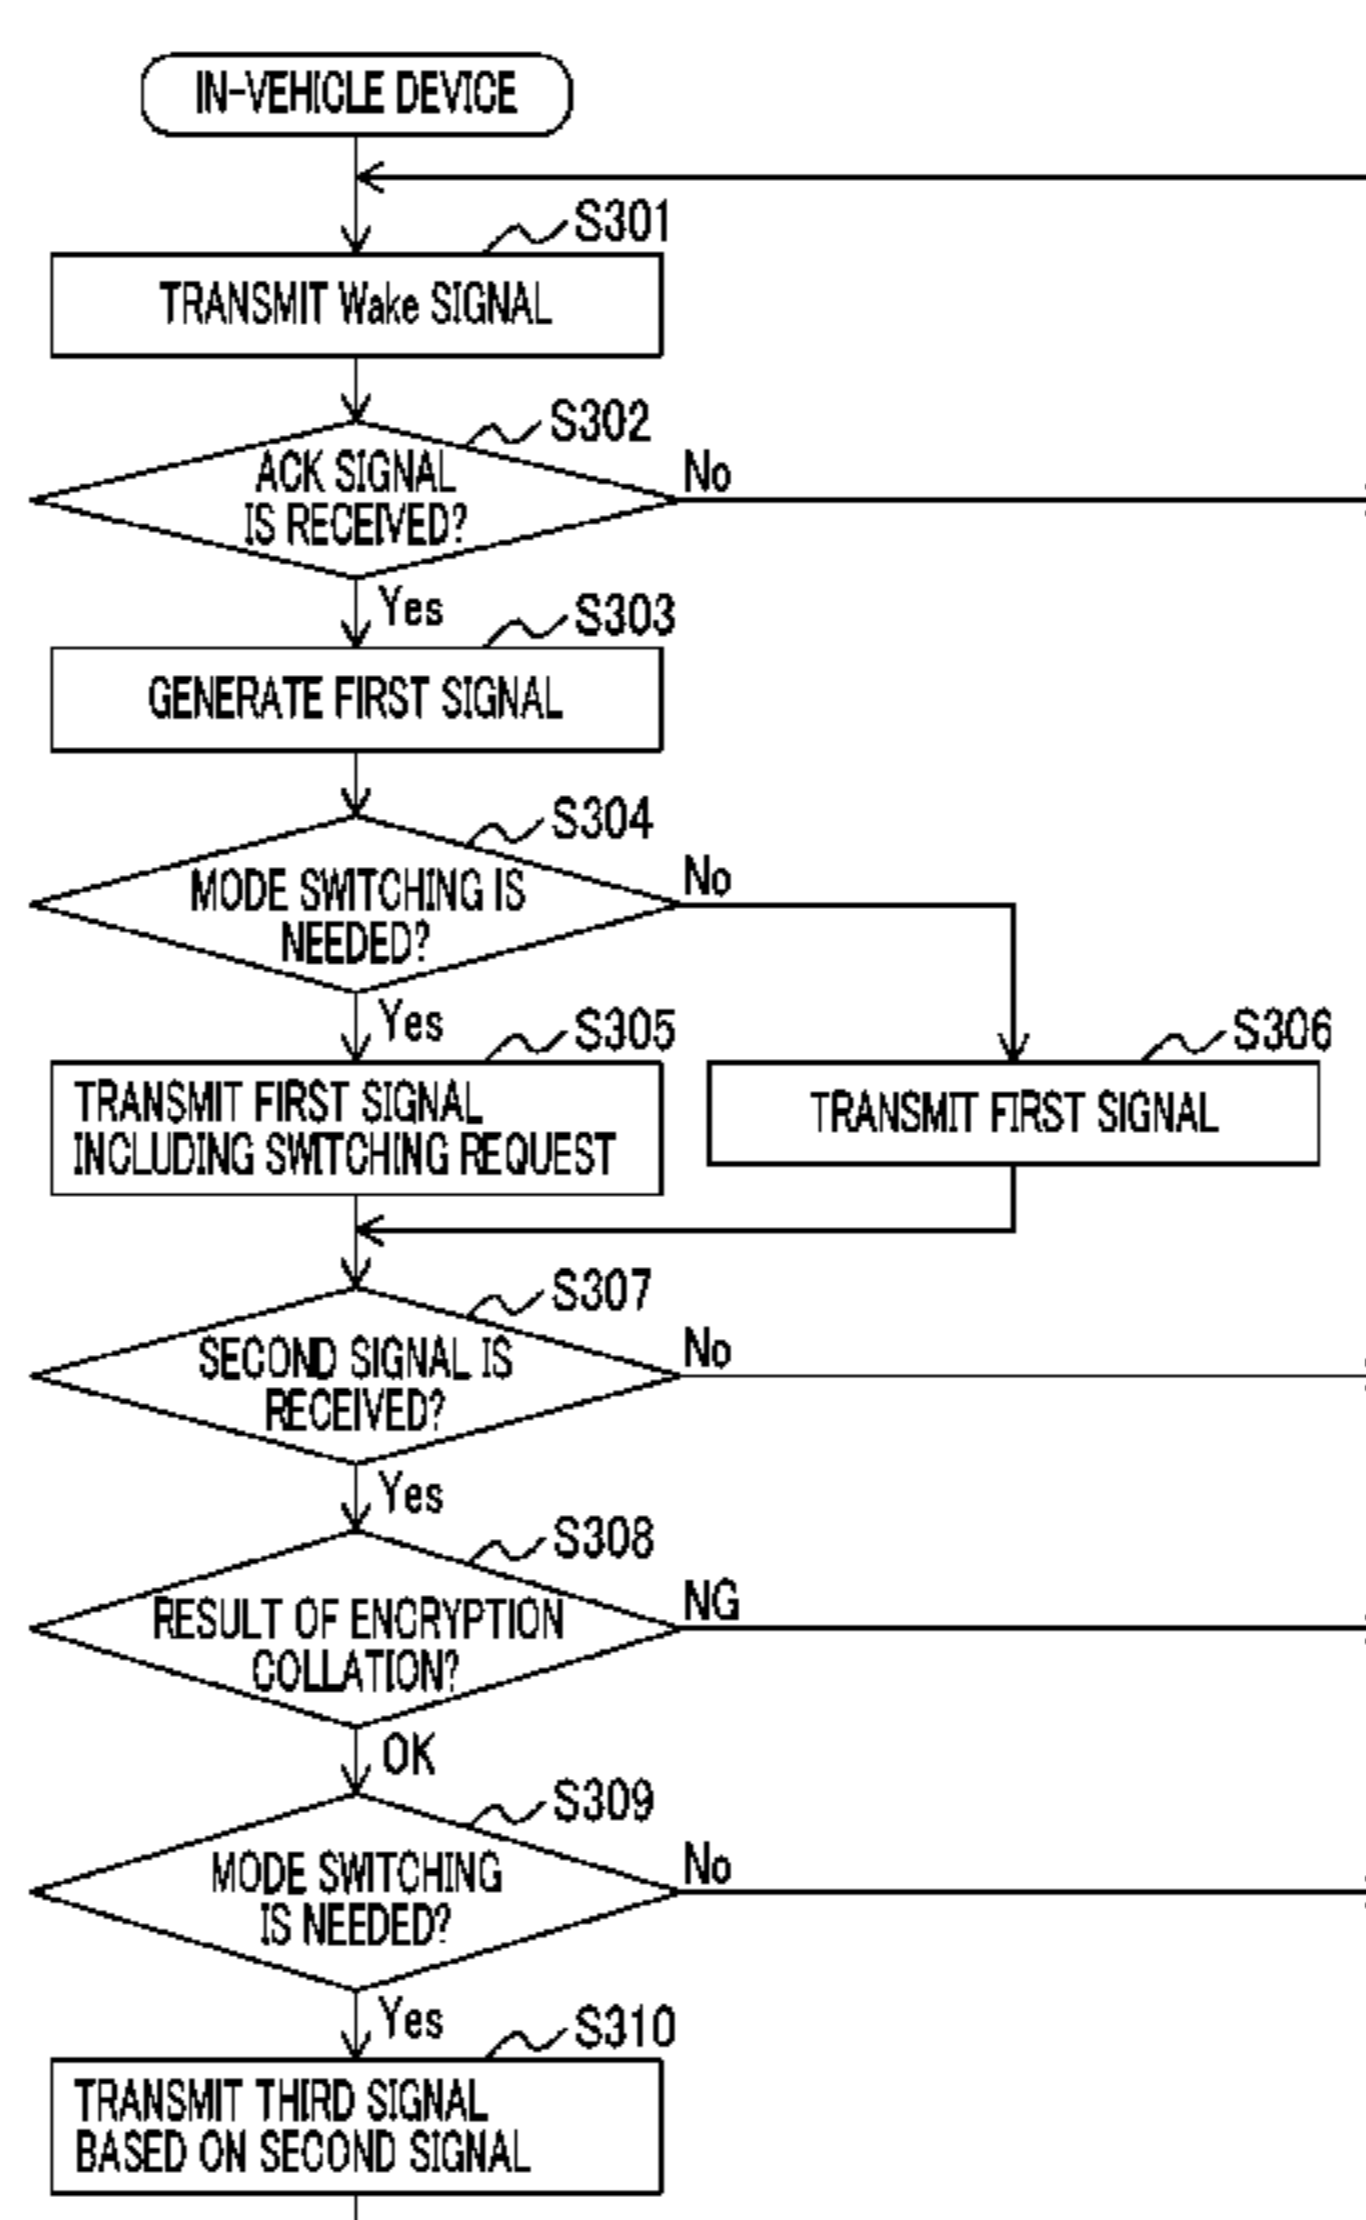 IN-VEHICLE DEVICE
S301
TRANSMIT Wake SIGNAL
S302
ACK SIGNAL
IS RECEIVED?
No
Yes
S303
GENERATE FIRST SIGNAL
S304
MODE SWITCHING IS
NEEDED?
No
Yes
S305
TRANSMIT FIRST SIGNAL
INCLUDING SWITCHING REQUEST
S306
TRANSMIT FIRST SIGNAL
S307
SECOND SIGNAL IS
RECEIVED?
No
Yes
S308
RESULT OF ENCRYPTION
COLLATION?
NG
OK
S309
MODE SWITCHING
IS NEEDED?
No
Yes
S310
TRANSMIT THIRD SIGNAL
BASED ON SECOND SIGNAL